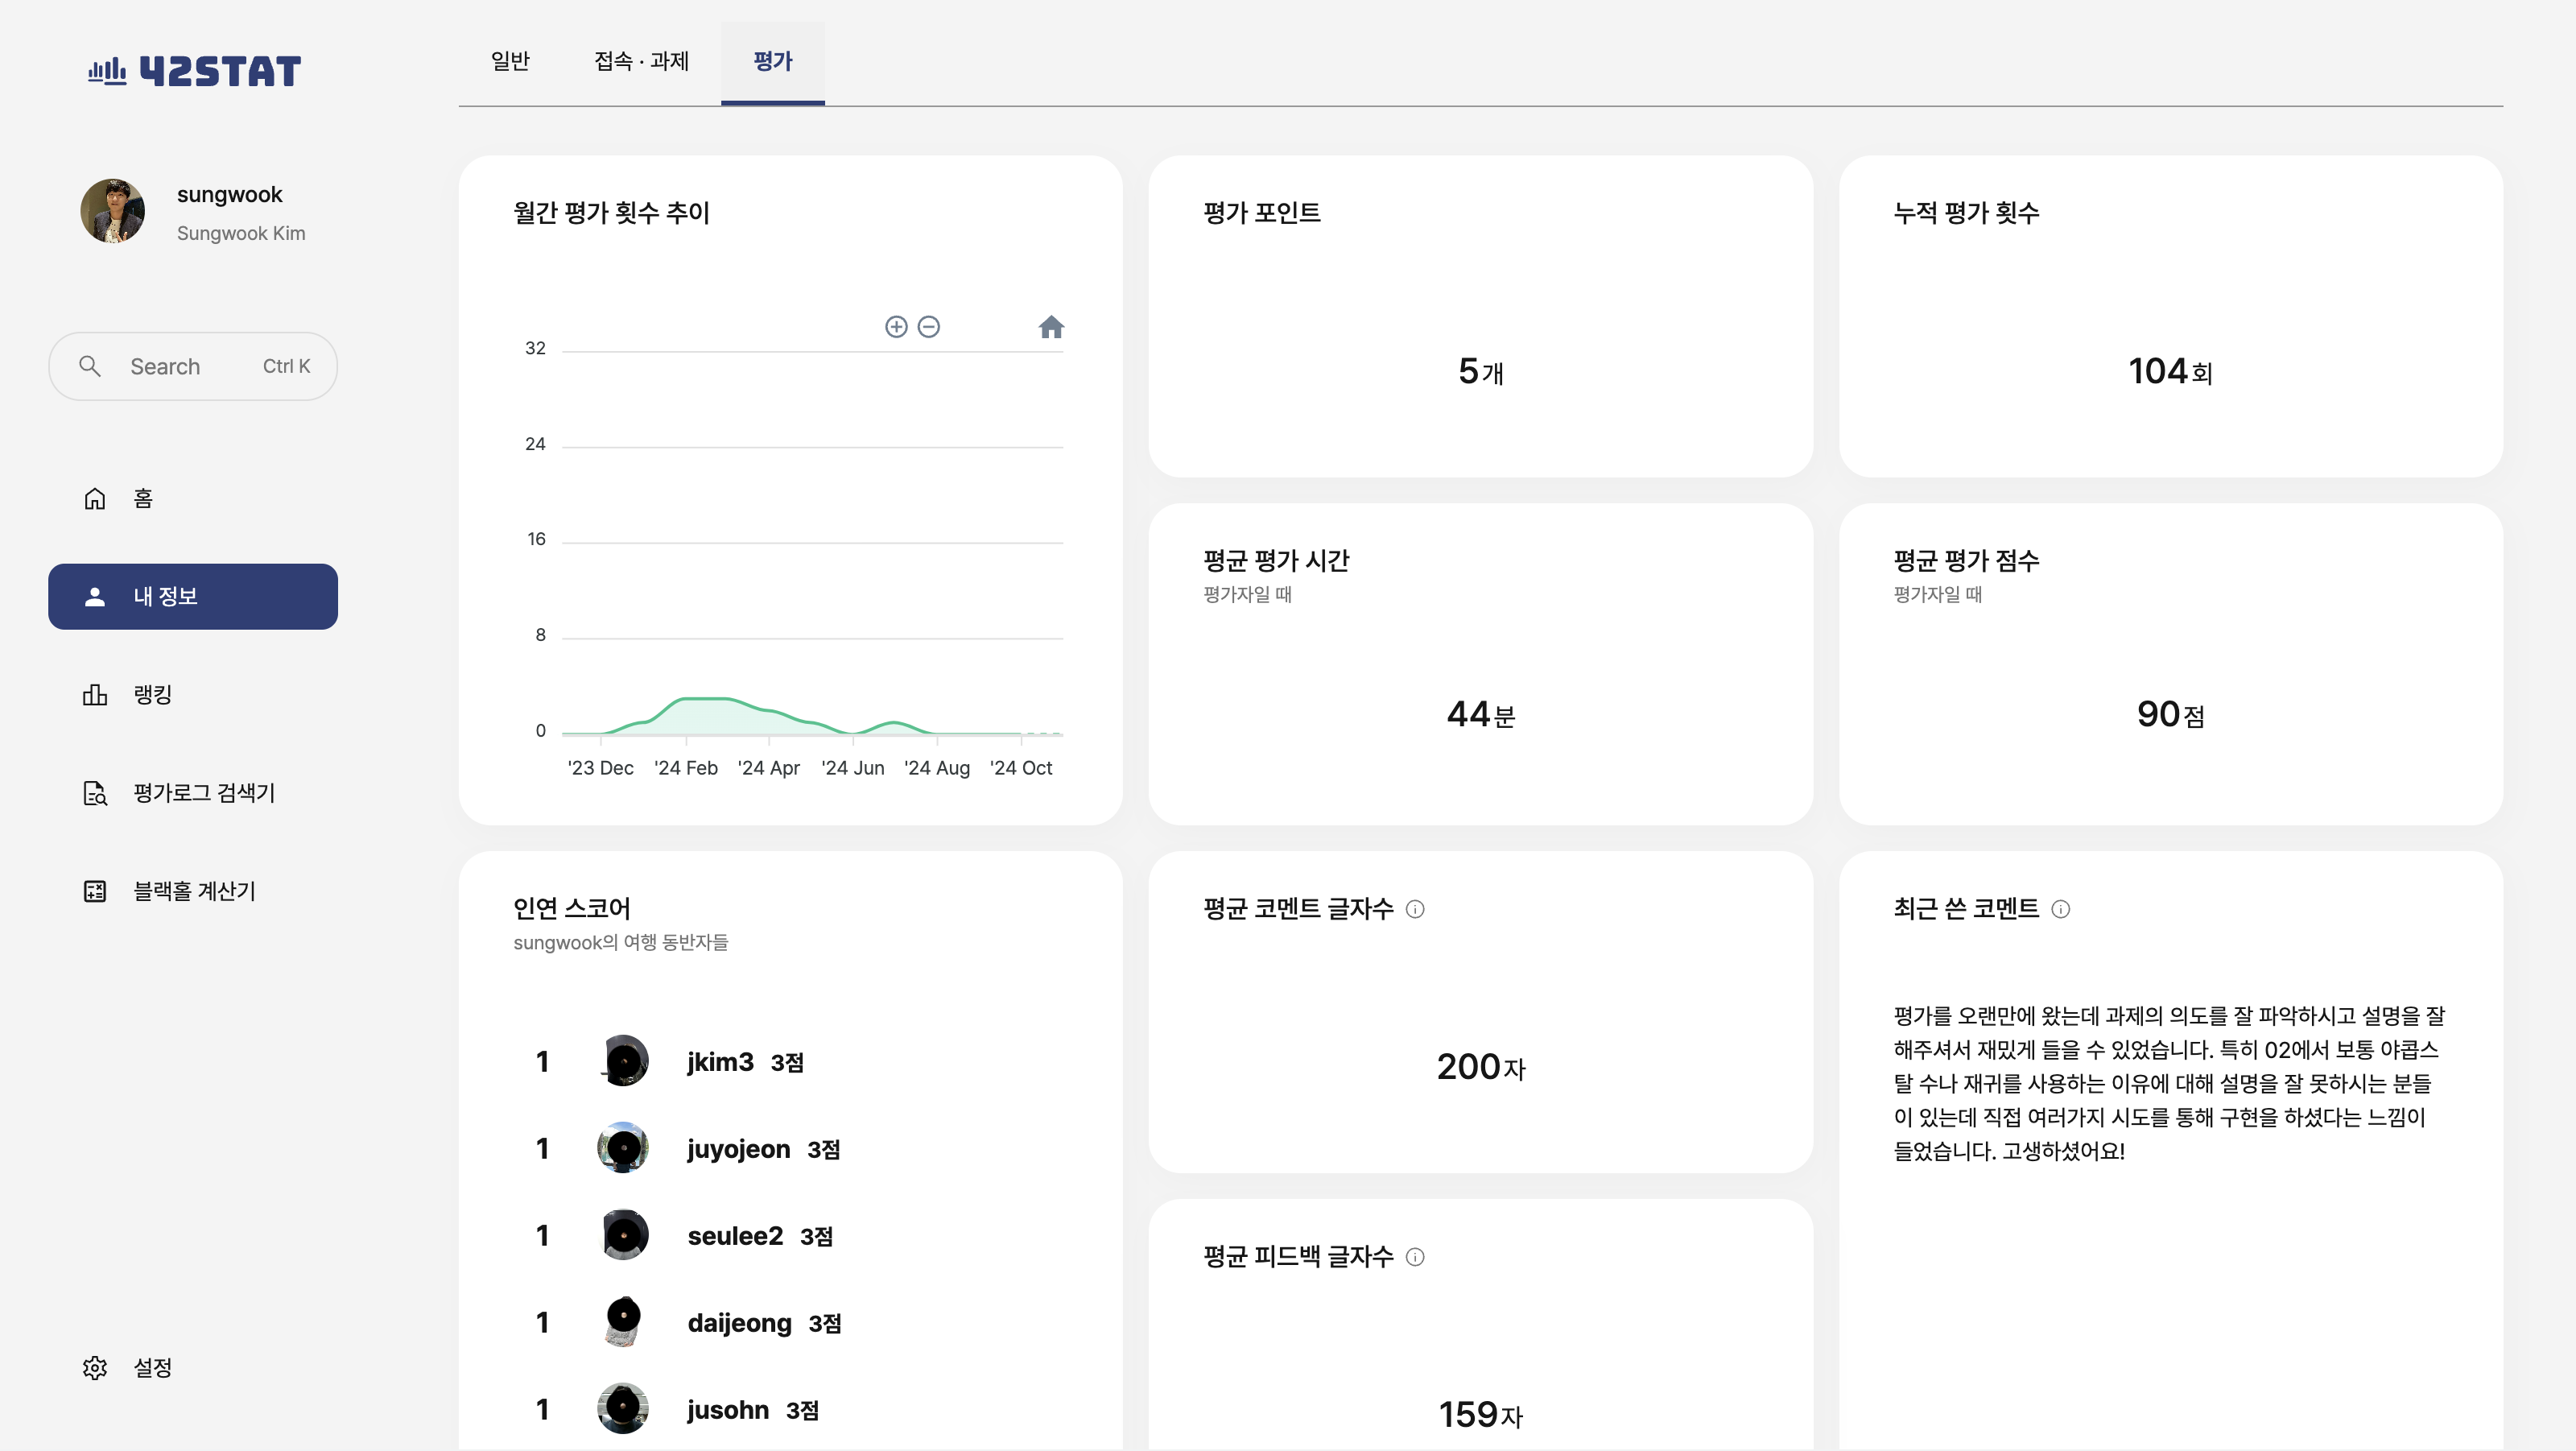 42STAT
sungwook
Sungwook Kim
Search Ctrl K
홈
내 정보
랭킹
평가로그 검색기
블랙홀 계산기
설정
일반 접속 · 과제 평가
월간 평가 횟수 추이
32
24
16
8
0
'23 Dec '24 Feb '24 Apr '24 Jun '24 Aug '24 Oct
평가 포인트
5개
누적 평가 횟수
104회
평균 평가 시간
평가자일 때
44분
평균 평가 점수
평가자일 때
90점
인연 스코어
sungwook의 여행 동반자들
1 jkim3 3점
1 juyojeon 3점
1 seulee2 3점
1 daijeong 3점
1 jusohn 3점
평균 코멘트 글자수
200자
평균 피드백 글자수
159자
최근 쓴 코멘트
평가를 오랜만에 왔는데 과제의 의도를 잘 파악하시고 설명을 잘
해주셔서 재밌게 들을 수 있었습니다. 특히 02에서 보통 야콥스
탈 수나 재귀를 사용하는 이유에 대해 설명을 잘 못하시는 분들
이 있는데 직접 여러가지 시도를 통해 구현을 하셨다는 느낌이
들었습니다. 고생하셨어요!